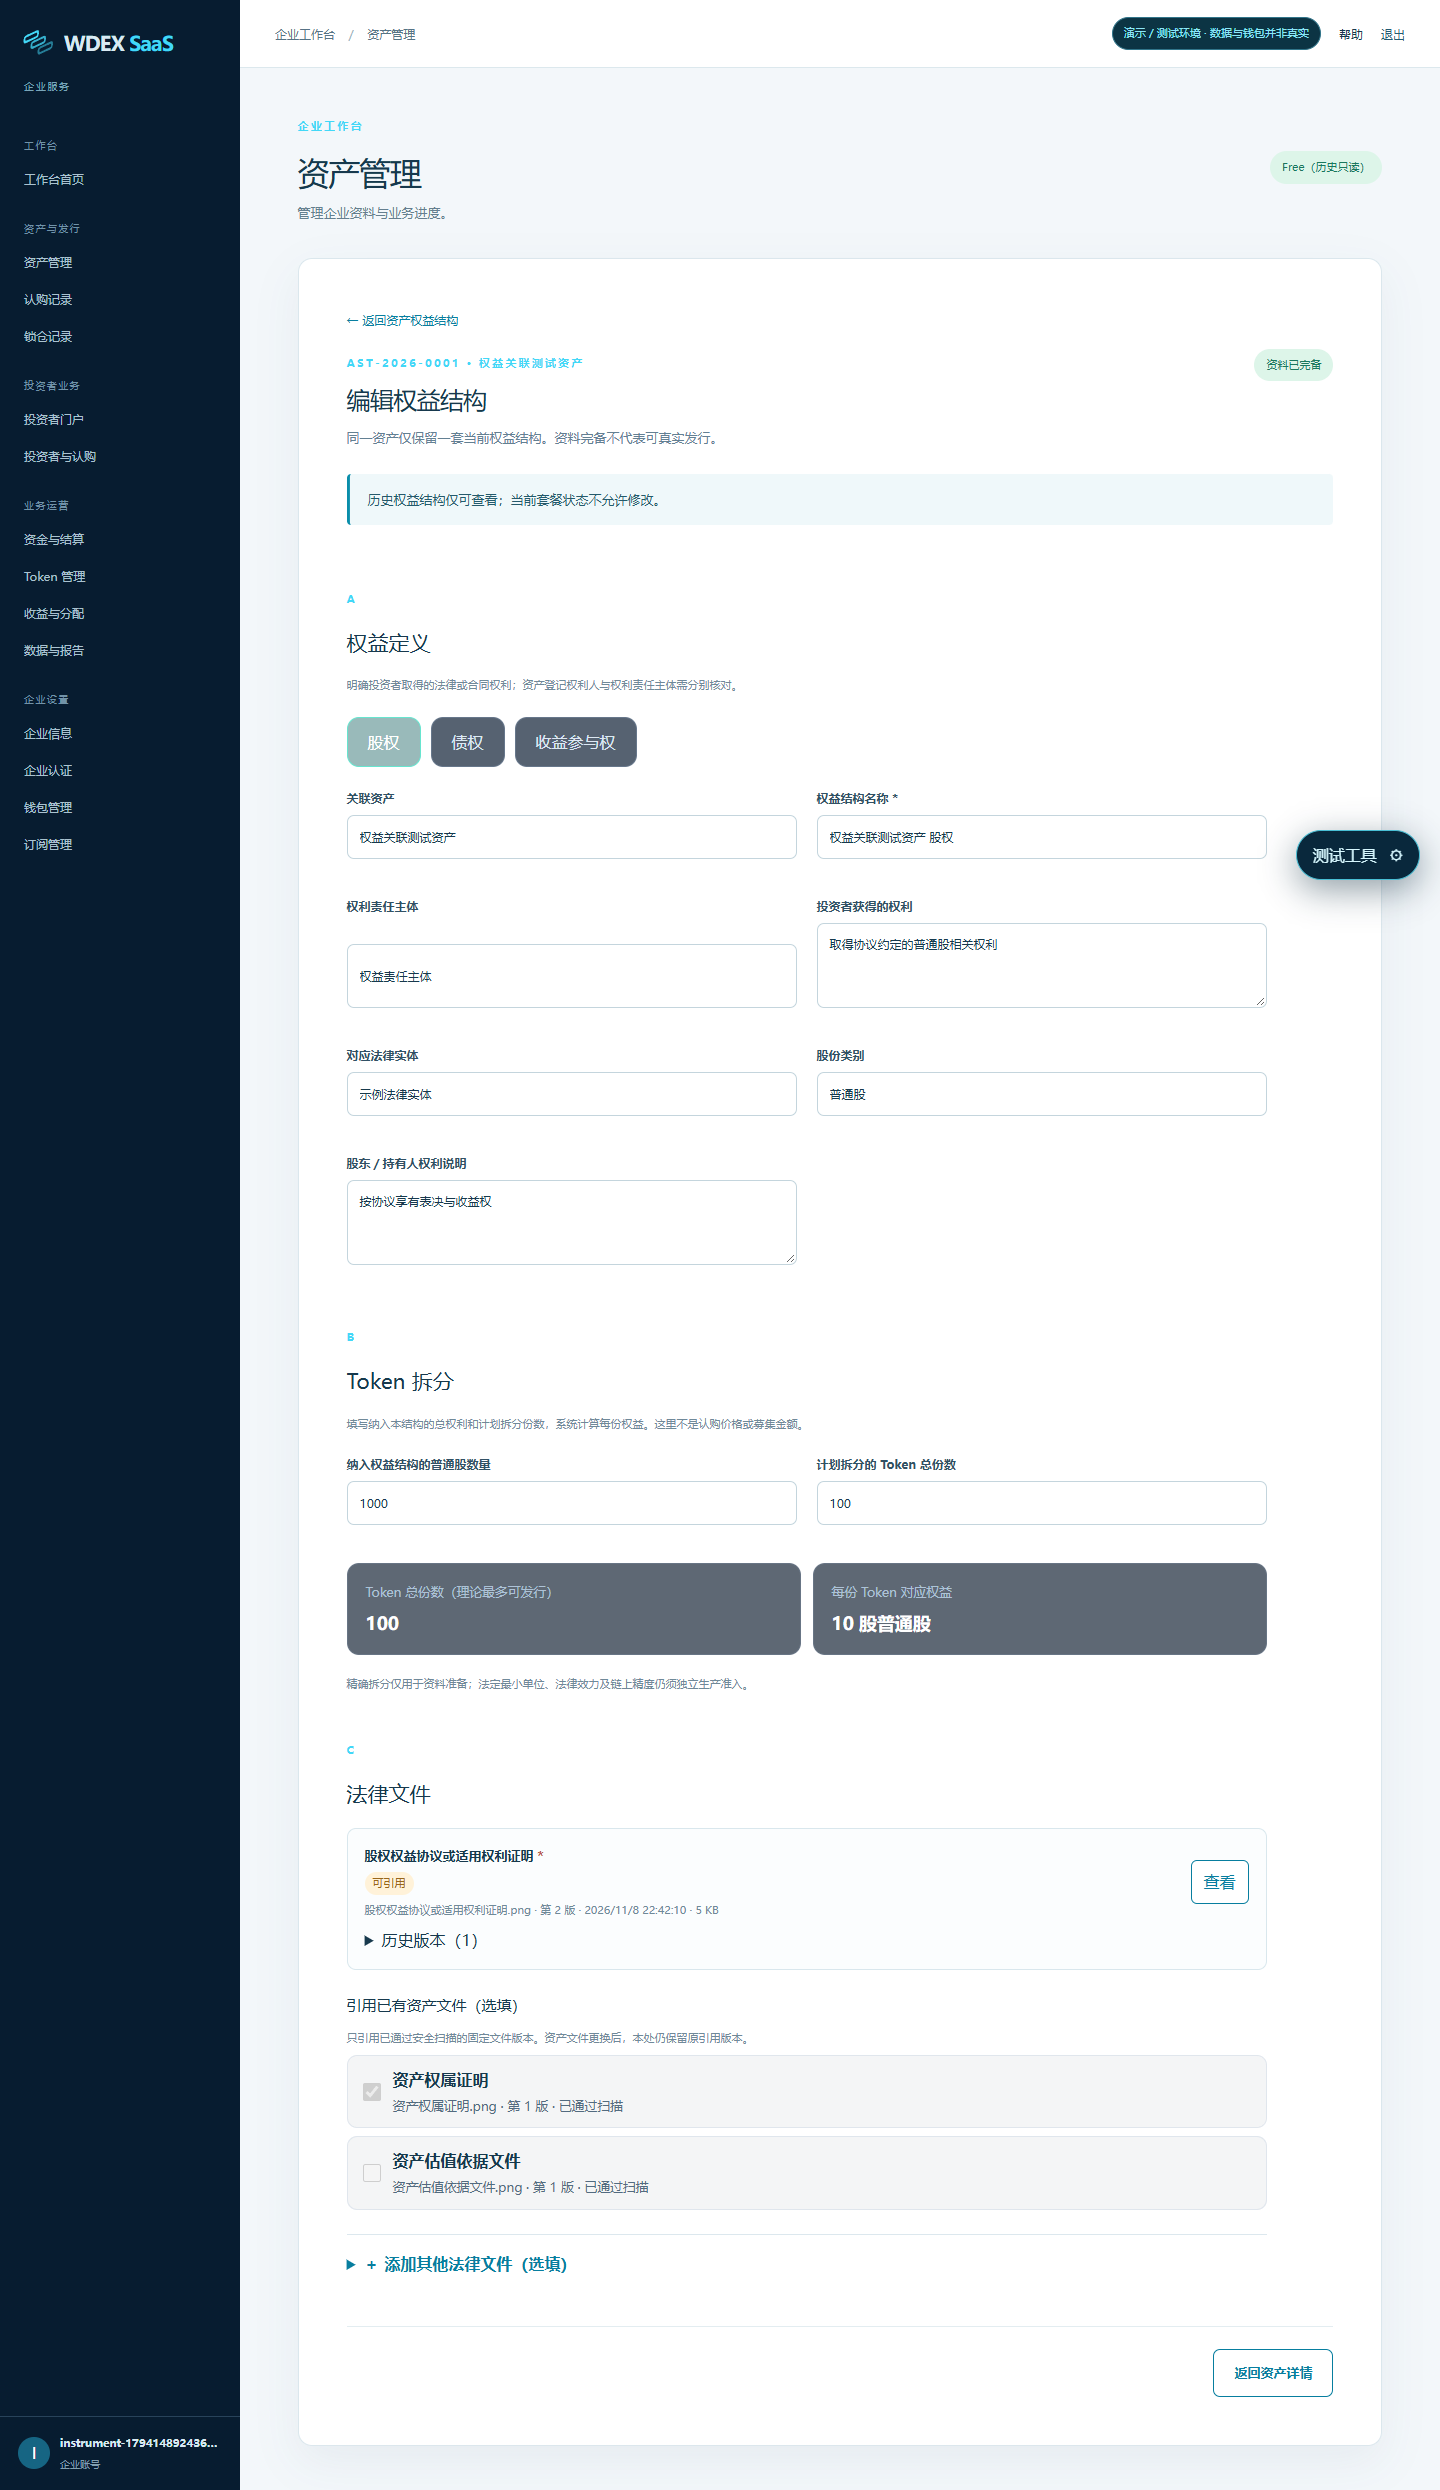 WDEX SaaS
企业服务
工作台
工作台首页
资产与发行
资产管理
认购记录
锁仓记录
投资者业务
投资者门户
投资者与认购
业务运营
资金与结算
Token 管理
收益与分配
数据与报告
企业设置
企业信息
企业认证
钱包管理
订阅管理
I
instrument-179414892436...
企业账号
企业工作台 / 资产管理
演示 / 测试环境 · 数据与钱包并非真实
帮助
退出
企业工作台
资产管理
管理企业资料与业务进度。
Free（历史只读）
← 返回资产权益结构
AST-2026-0001 • 权益关联测试资产
资料已完备
编辑权益结构
同一资产仅保留一套当前权益结构。资料完备不代表可真实发行。
历史权益结构仅可查看；当前套餐状态不允许修改。
A
权益定义
明确投资者取得的法律或合同权利；资产登记权利人与权利责任主体需分别核对。
股权
债权
收益参与权
关联资产
权益关联测试资产
权益结构名称 *
权益关联测试资产 股权
测试工具
权利责任主体
权益责任主体
投资者获得的权利
取得协议约定的普通股相关权利
对应法律实体
示例法律实体
股份类别
普通股
股东 / 持有人权利说明
按协议享有表决与收益权
B
Token 拆分
填写纳入本结构的总权利和计划拆分份数，系统计算每份权益。这里不是认购价格或募集金额。
纳入权益结构的普通股数量
1000
计划拆分的 Token 总份数
100
Token 总份数（理论最多可发行）
100
每份 Token 对应权益
10 股普通股
精确拆分仅用于资料准备；法定最小单位、法律效力及链上精度仍须独立生产准入。
C
法律文件
股权权益协议或适用权利证明 *
可引用
股权权益协议或适用权利证明.png · 第 2 版 · 2026/11/8 22:42:10 · 5 KB
▶ 历史版本（1）
查看
引用已有资产文件（选填）
只引用已通过安全扫描的固定文件版本。资产文件更换后，本处仍保留原引用版本。
资产权属证明
资产权属证明.png · 第 1 版 · 已通过扫描
资产估值依据文件
资产估值依据文件.png · 第 1 版 · 已通过扫描
▶ + 添加其他法律文件（选填）
返回资产详情